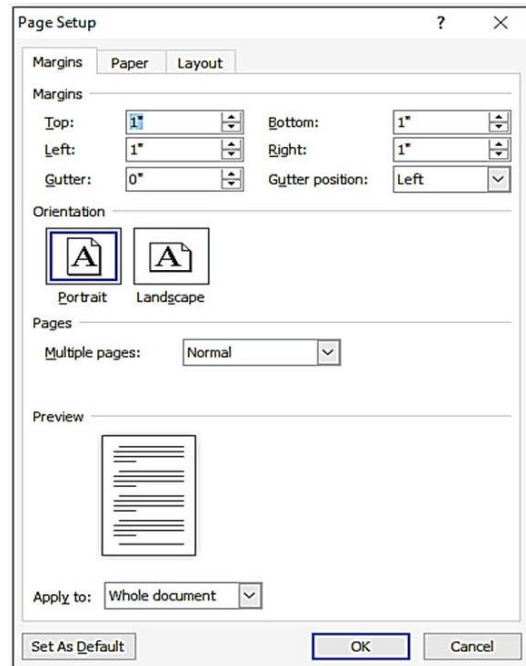 Page Setup ? ×
Margins Paper Layout
Margins
Top: 1" Bottom: 1"
Left: 1" Right: 1"
Gutter: 0" Gutter position: Left
Orientation
A A
Portrait Landscape
Pages
Multiple pages: Normal
Preview
Apply to: Whole document
Set As Default OK Cancel